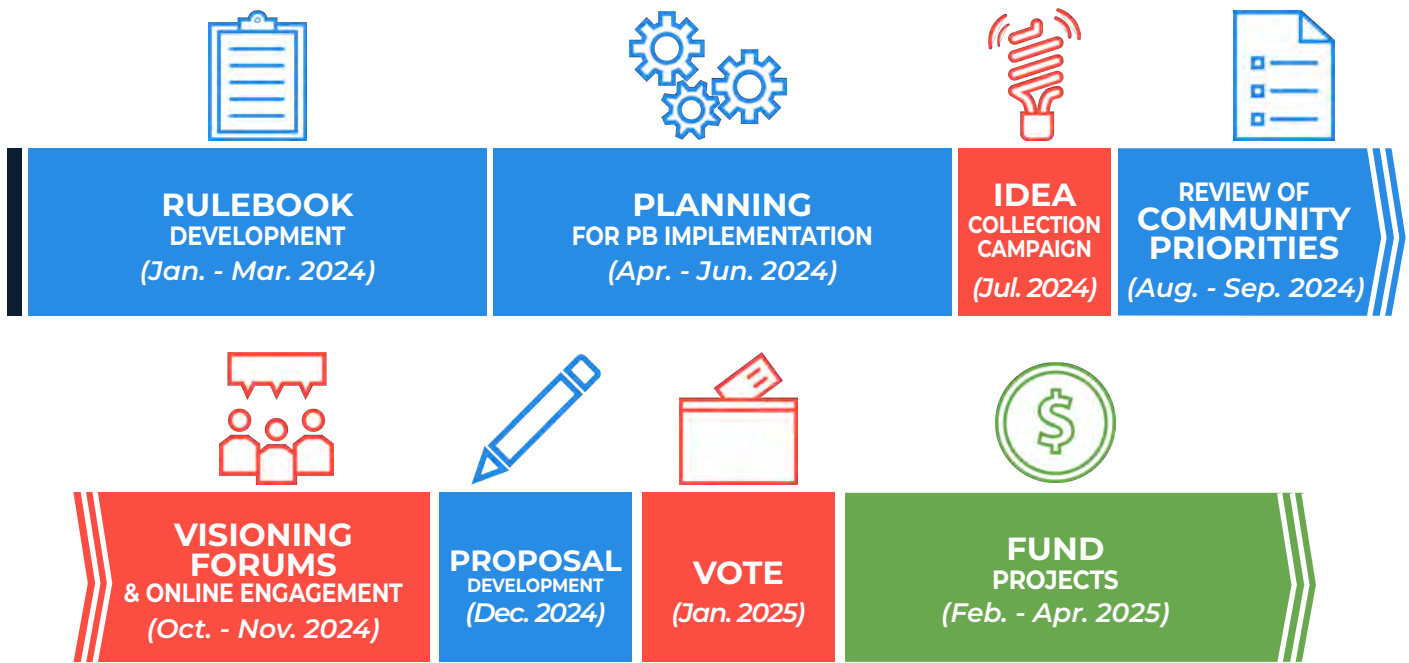 RULEBOOK
DEVELOPMENT
(Jan. - Mar. 2024)
PLANNING
FOR PB IMPLEMENTATION
(Apr. - Jun. 2024)
IDEA
COLLECTION
CAMPAIGN
(Jul. 2024)
REVIEW OF
COMMUNITY
PRIORITIES
(Aug. - Sep. 2024)
VISIONING
FORUMS
& ONLINE ENGAGEMENT
(Oct. - Nov. 2024)
PROPOSAL
DEVELOPMENT
(Dec. 2024)
VOTE
(Jan. 2025)
$
FUND
PROJECTS
(Feb. - Apr. 2025)